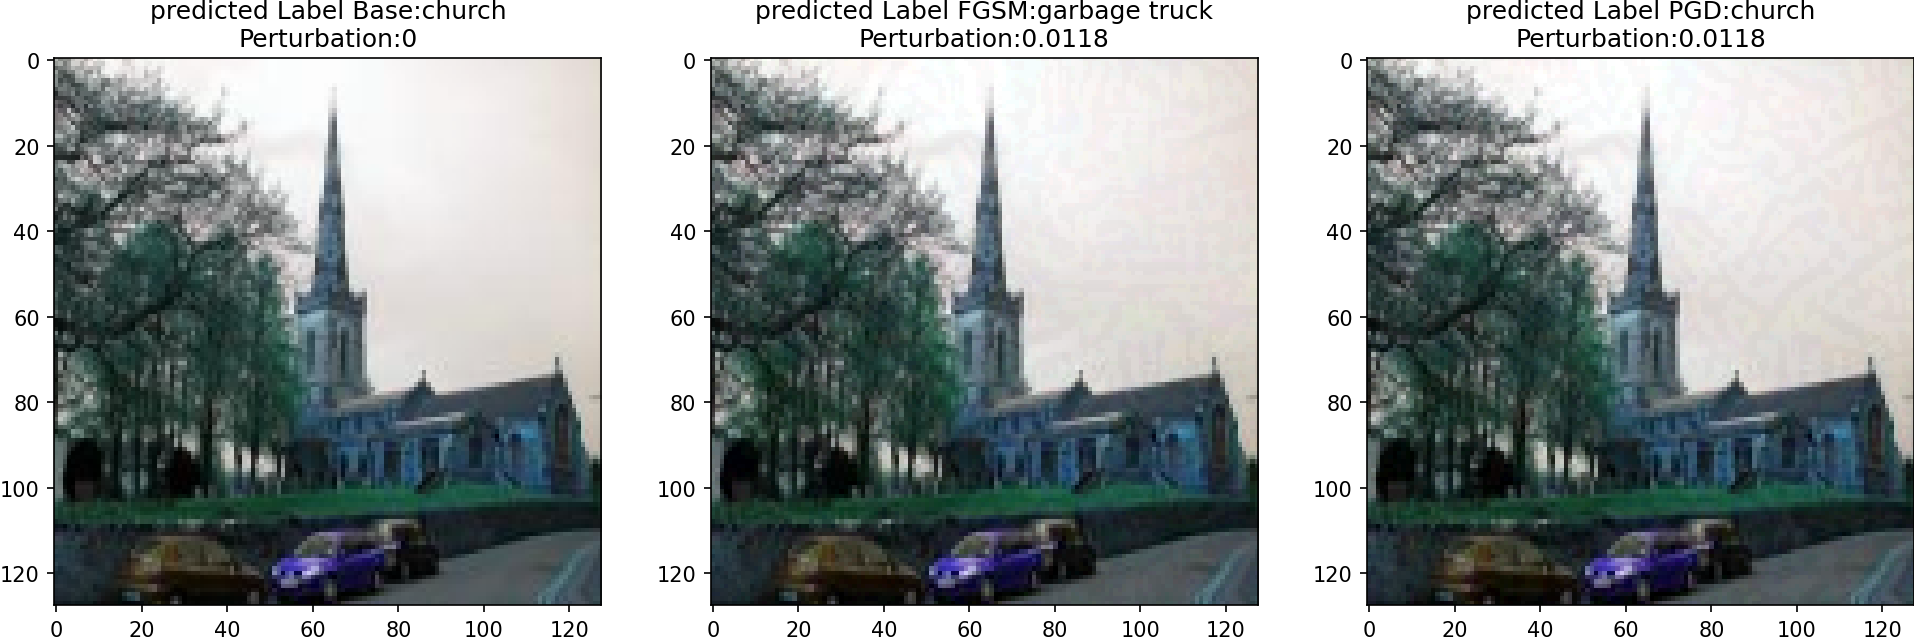 predicted Label Base:church
Perturbation:0
0
20
40
60
80
100
120
0 20 40 60 80 100 120
predicted Label FGSM:garbage truck
Perturbation:0.0118
0
20
40
60
80
100
120
0 20 40 60 80 100 120
predicted Label PGD:church
Perturbation:0.0118
0
20
40
60
80
100
120
0 20 40 60 80 100 120